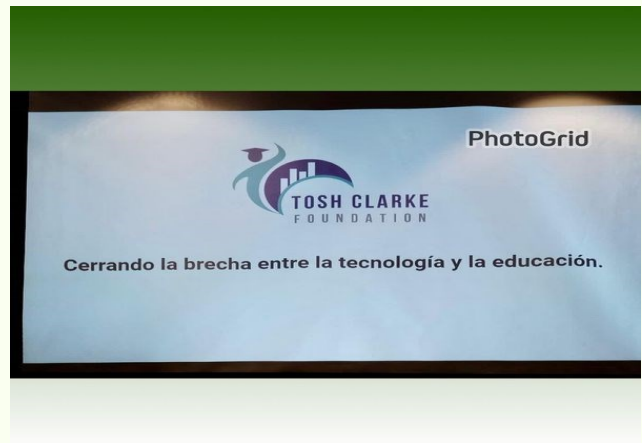 PhotoGrid
TOSH CLARKE
FOUNDATION
Cerrando la brecha entre la tecnología y la educación.